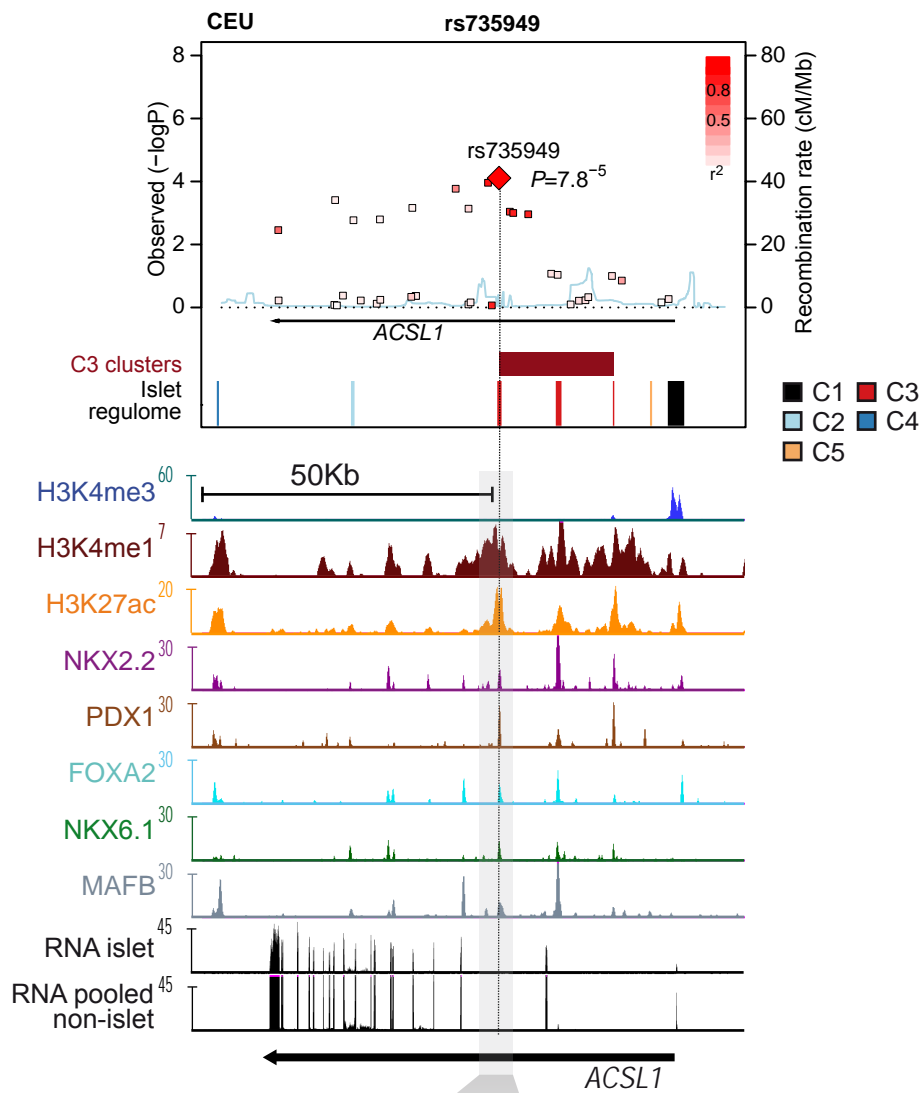 CEU rs735949
8 80
6 60
4 40
2 20
0 0
Observed (−logP)
Recombination rate (cM/Mb)
0.8
0.5
r2
rs735949
P=7.8−5
ACSL1
C3 clusters
Islet
regulome
C1 C3
C2 C4
C5
50Kb
H3K4me3 60
H3K4me1 7
H3K27ac 20
NKX2.2 30
PDX1 30
FOXA2 30
NKX6.1 30
MAFB 30
RNA islet 45
RNA pooled 45
non-islet
ACSL1